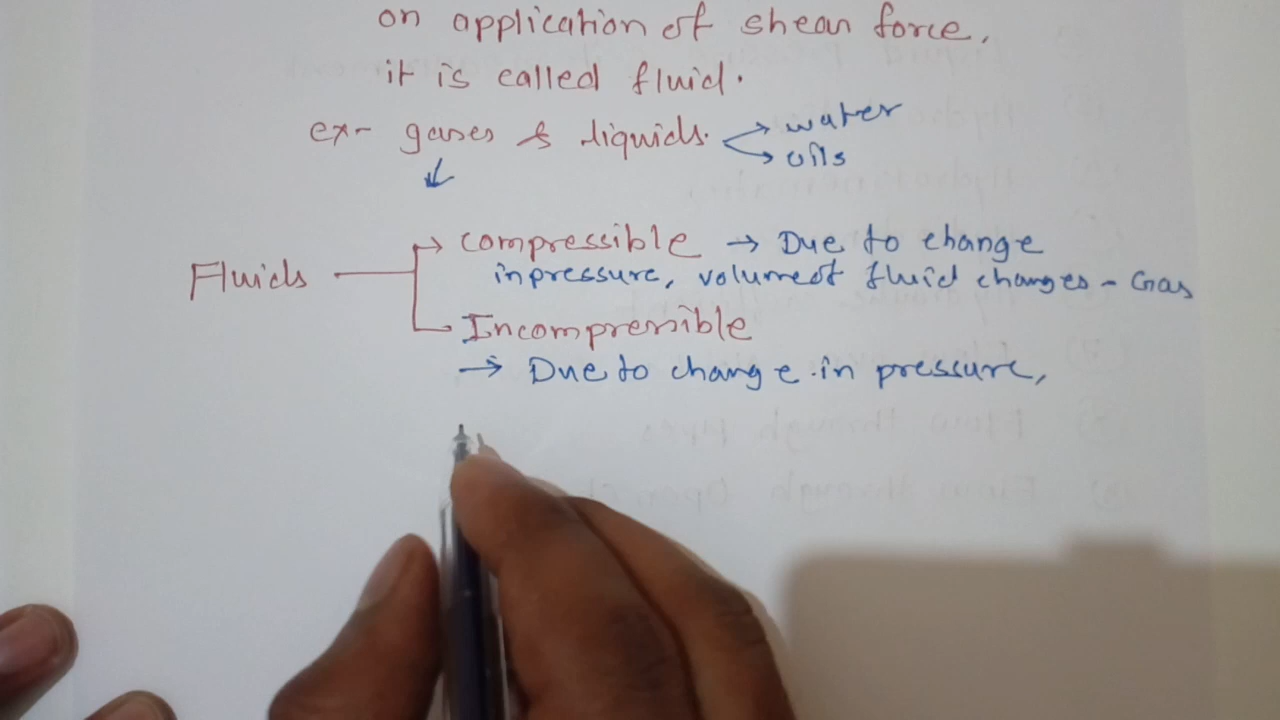 on application of shear force,
it is called fluid.
ex- gases & liquids. → water
→ oils
compressible → Due to change
Fluids
in pressure, volume of fluid changes - Gas
Incompressible
→ Due to change in pressure,